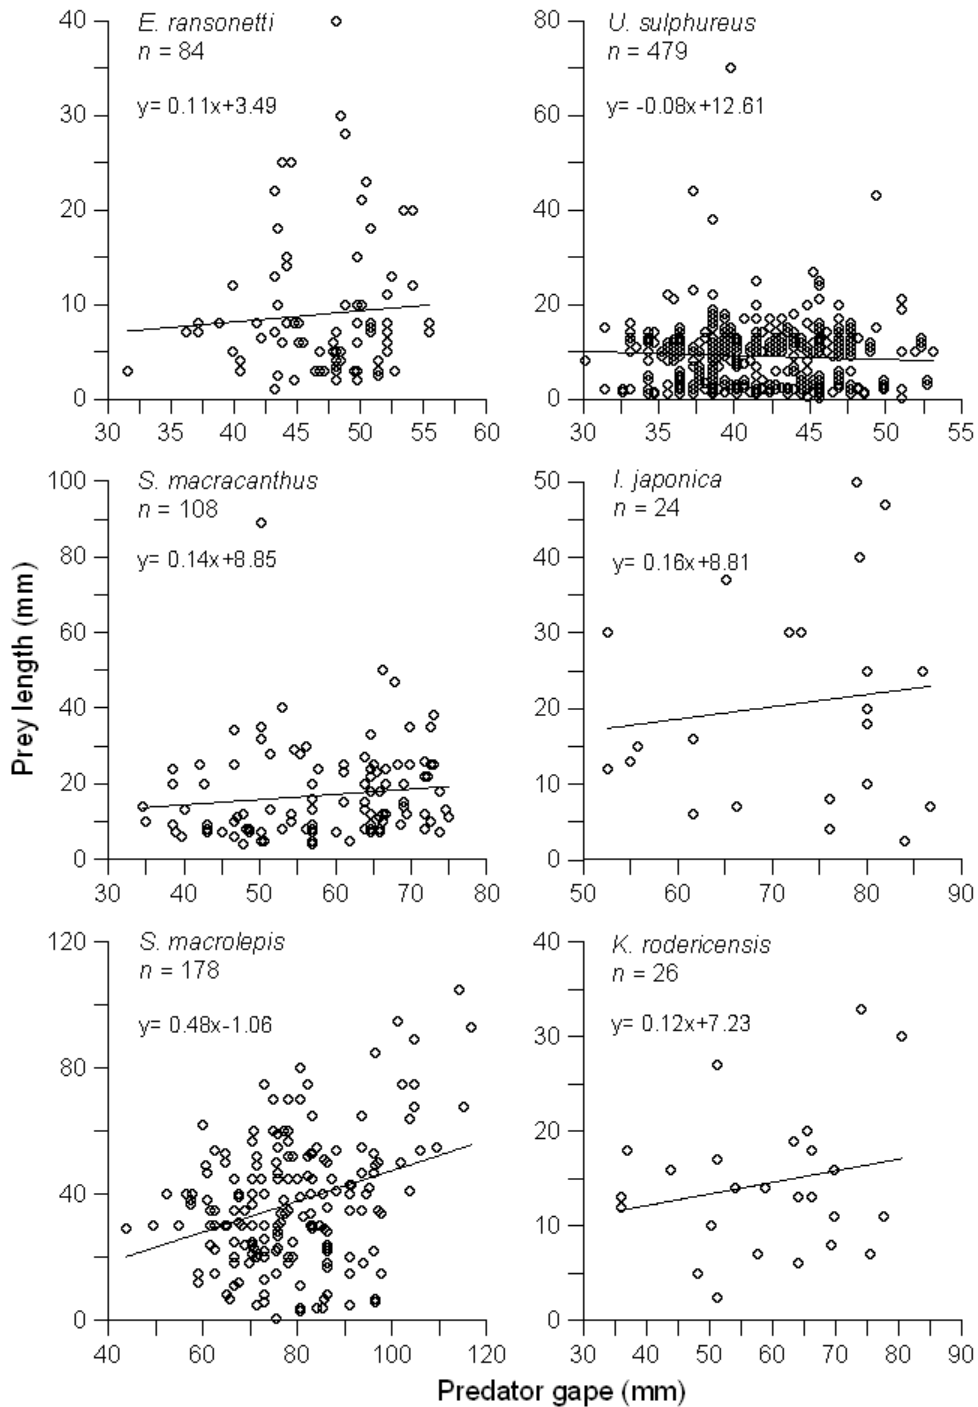 E. ransonetti
n = 84
y= 0.11x+3.49
40
30
20
10
0
30 35 40 45 50 55 60
U. sulphureus
n = 479
y= -0.08x+12.61
80
60
40
20
0
30 35 40 45 50 55
S. macracanthus
n = 108
y= 0.14x+8.85
100
80
60
40
20
0
30 40 50 60 70 80
I. japonica
n = 24
y= 0.16x+8.81
50
40
30
20
10
0
50 60 70 80 90
Prey length (mm)
S. macrolepis
n = 178
y= 0.48x-1.06
120
80
40
0
40 60 80 100 120
K. rodericensis
n = 26
y= 0.12x+7.23
40
30
20
10
0
30 40 50 60 70 80 90
Predator gape (mm)